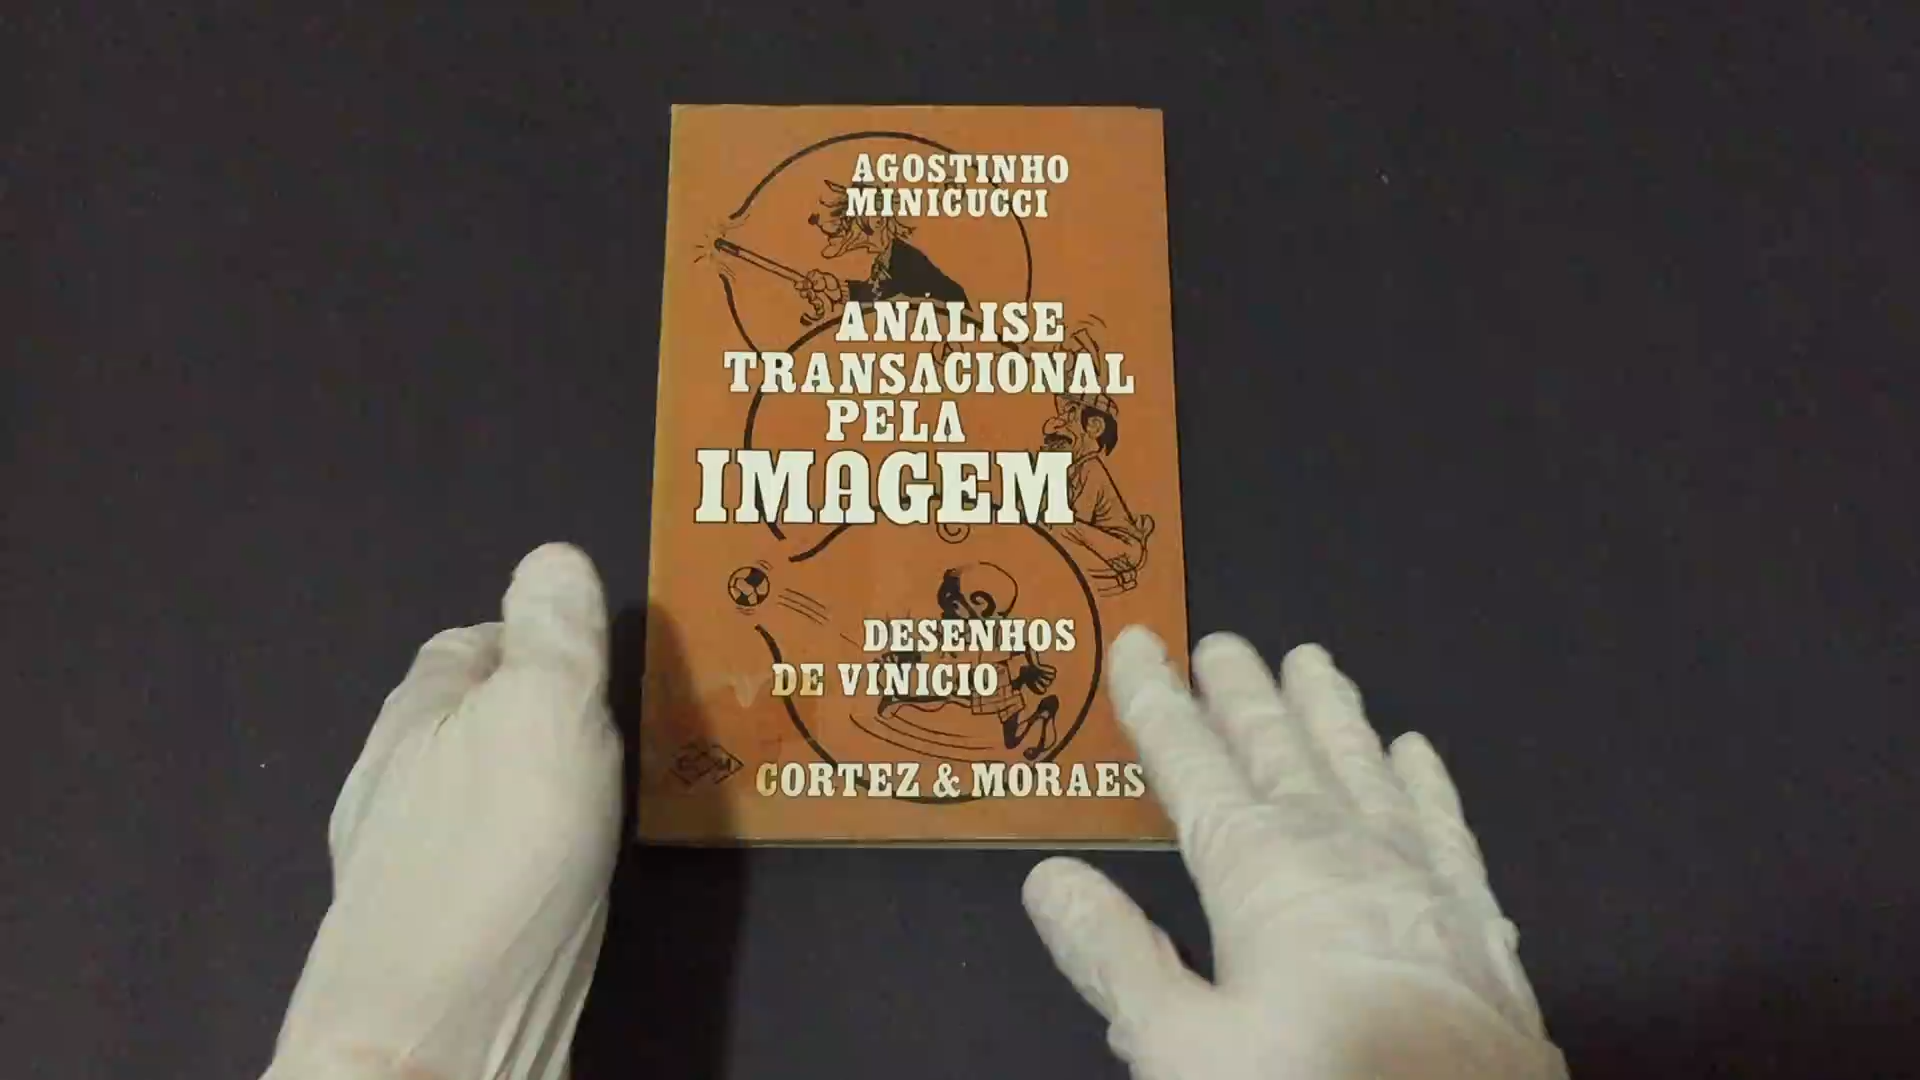 AGOSTINHO
MINICUCCI
ANÁLISE
TRANSACIONAL
PELA
IMAGEM
DESENHOS
DE VINICIO
CORTEZ & MORAES